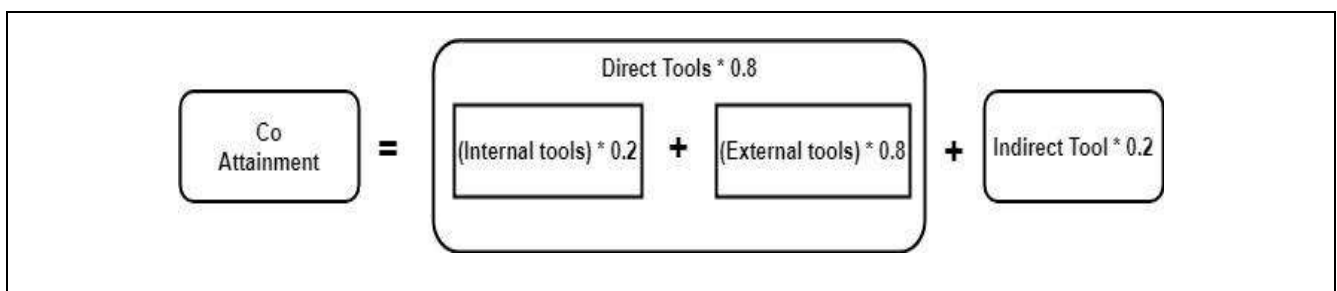 Direct Tools * 0.8
Co
Attainment
=
(Internal tools) * 0.2
+
(External tools) * 0.8
+
Indirect Tool * 0.2